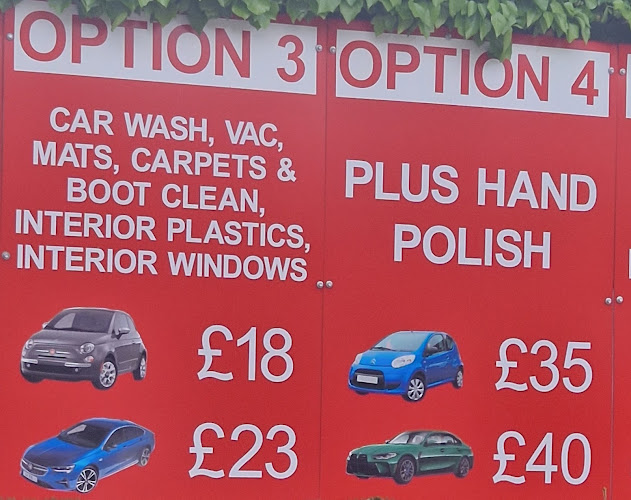 OPTION 3
CAR WASH, VAC,
MATS, CARPETS &
BOOT CLEAN,
INTERIOR PLASTICS,
INTERIOR WINDOWS
£18
£23
OPTION 4
PLUS HAND
POLISH
£35
£40